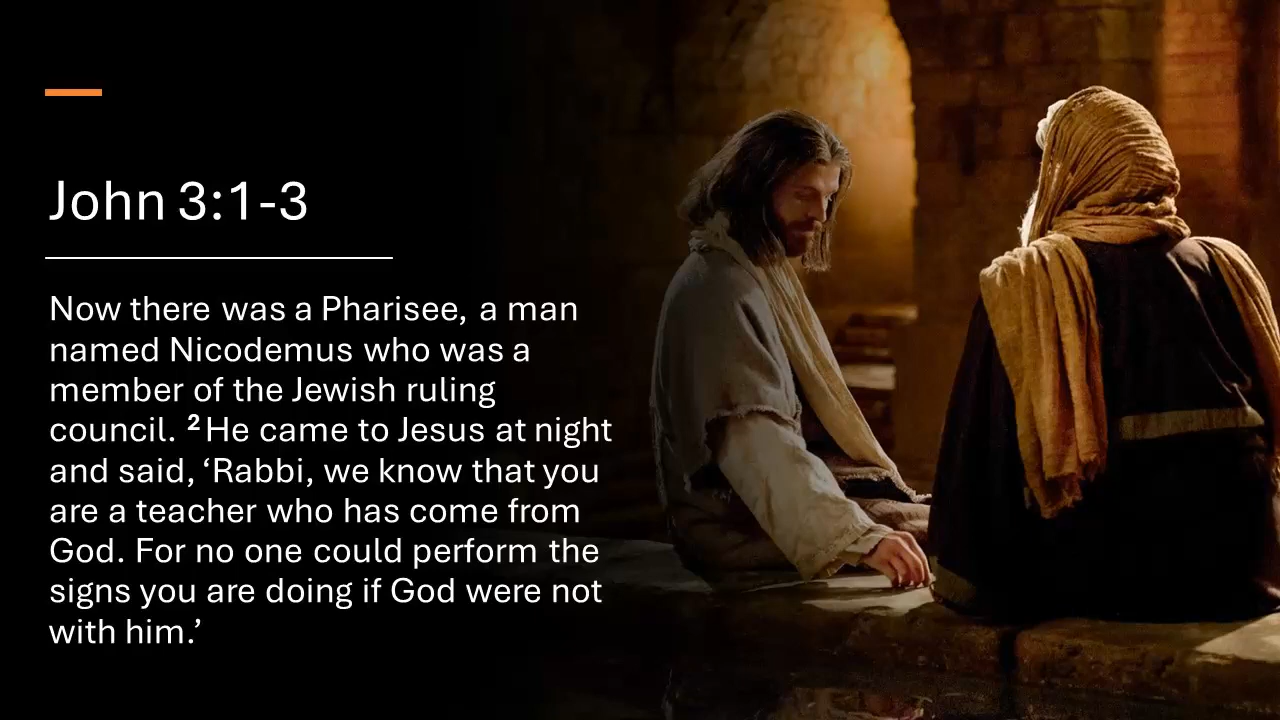 John 3:1-3
Now there was a Pharisee, a man
named Nicodemus who was a
member of the Jewish ruling
council. ²He came to Jesus at night
and said, ‘Rabbi, we know that you
are a teacher who has come from
God. For no one could perform the
signs you are doing if God were not
with him.’